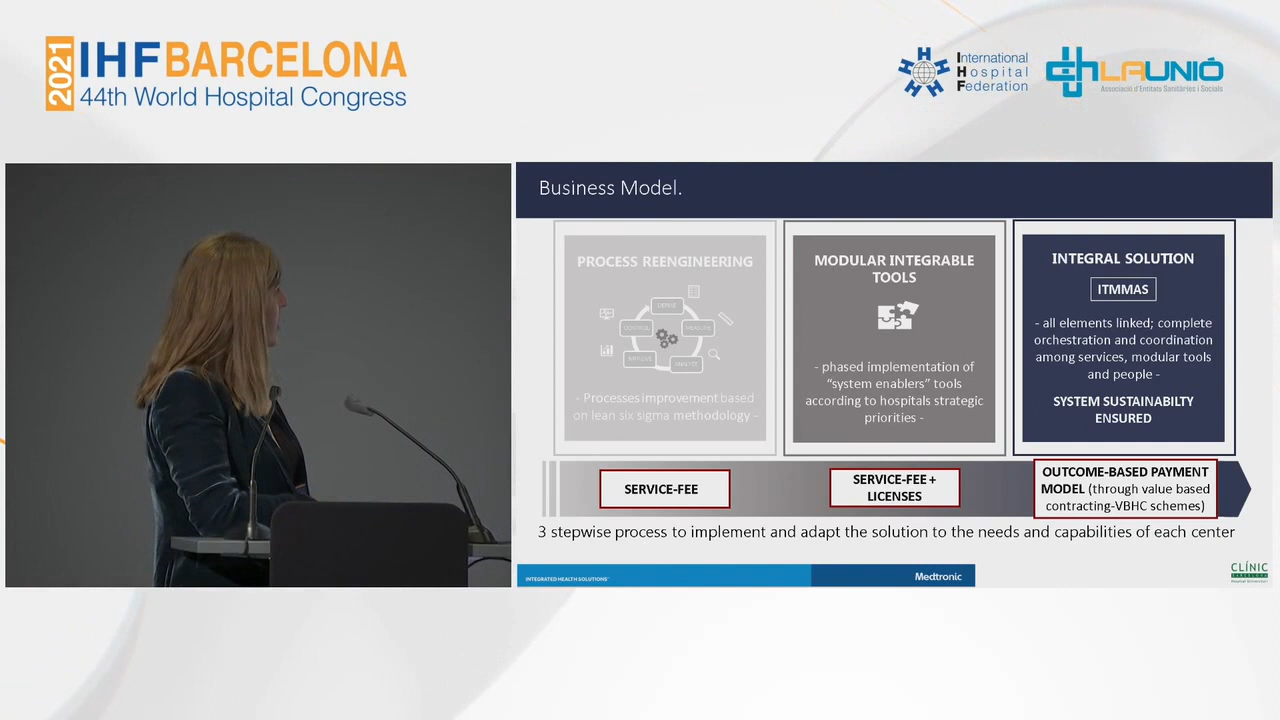 2021 IHF BARCELONA
44th World Hospital Congress
International
Hospital
Federation
LA UNIÓ
Associació d'Entitats Sanitàries i Socials
Business Model.
PROCESS REENGINEERING
DEFINE
MEASURE
ANALYZE
IMPROVE
CONTROL
- Processes improvement based
on lean six sigma methodology -
MODULAR INTEGRABLE
TOOLS
- phased implementation of
“system enablers” tools
according to hospitals strategic
priorities -
INTEGRAL SOLUTION
ITMMAS
- all elements linked; complete
orchestration and coordination
among services, modular tools
and people -
SYSTEM SUSTAINABILTY
ENSURED
SERVICE-FEE
SERVICE-FEE +
LICENSES
OUTCOME-BASED PAYMENT
MODEL (through value based
contracting-VBHC schemes)
3 stepwise process to implement and adapt the solution to the needs and capabilities of each center
INTEGRATED HEALTH SOLUTIONS™
Medtronic
CLÍNIC
BARCELONA
Hospital Universitari